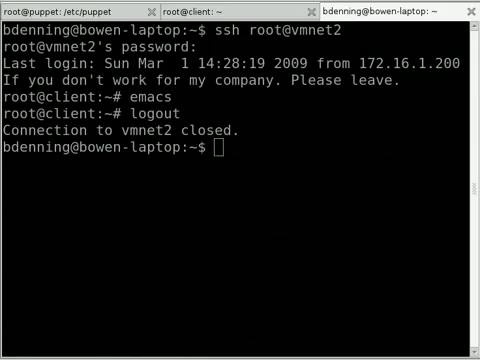 root@puppet: /etc/puppet root@client: ~ bdenning@bowen-laptop: ~
bdenning@bowen-laptop:~$ ssh root@vmnet2
root@vmnet2's password:
Last login: Sun Mar  1 14:28:19 2009 from 172.16.1.200
If you don't work for my company. Please leave.
root@client:~# emacs
root@client:~# logout
Connection to vmnet2 closed.
bdenning@bowen-laptop:~$